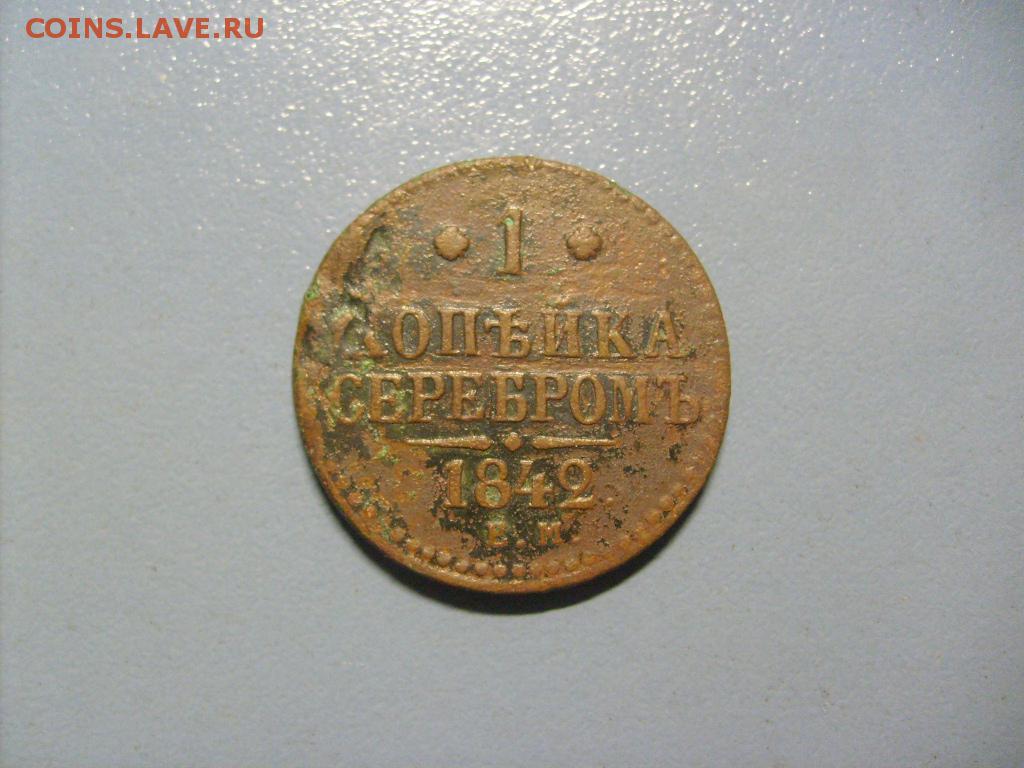 COINS.LAVE.RU
1
КОПѢЙКА
СЕРЕБРОМЪ
1842
Е.М.